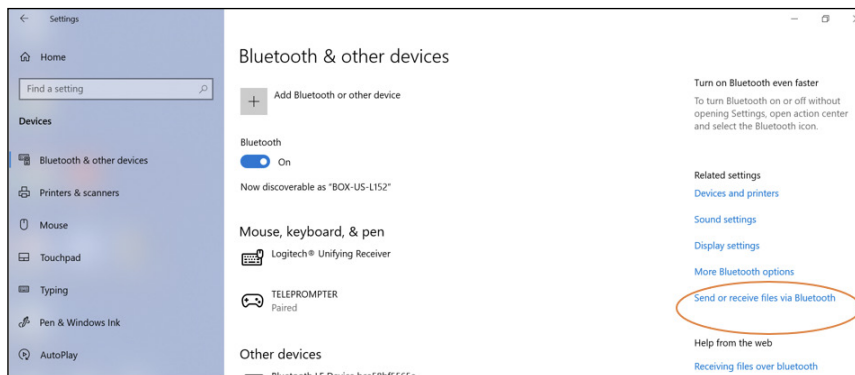 Settings
Home
Find a setting
Devices
Bluetooth & other devices
Printers & scanners
Mouse
Touchpad
Typing
Pen & Windows Ink
AutoPlay
Bluetooth & other devices
Add Bluetooth or other device
Bluetooth
On
Now discoverable as "BOX-US-L152"
Mouse, keyboard, & pen
Logitech® Unifying Receiver
TELEPROMPTER
Paired
Other devices
Turn on Bluetooth even faster
To turn Bluetooth on or off without
opening Settings, open action center
and select the Bluetooth icon.
Related settings
Devices and printers
Sound settings
Display settings
More Bluetooth options
Send or receive files via Bluetooth
Help from the web
Receiving files over bluetooth